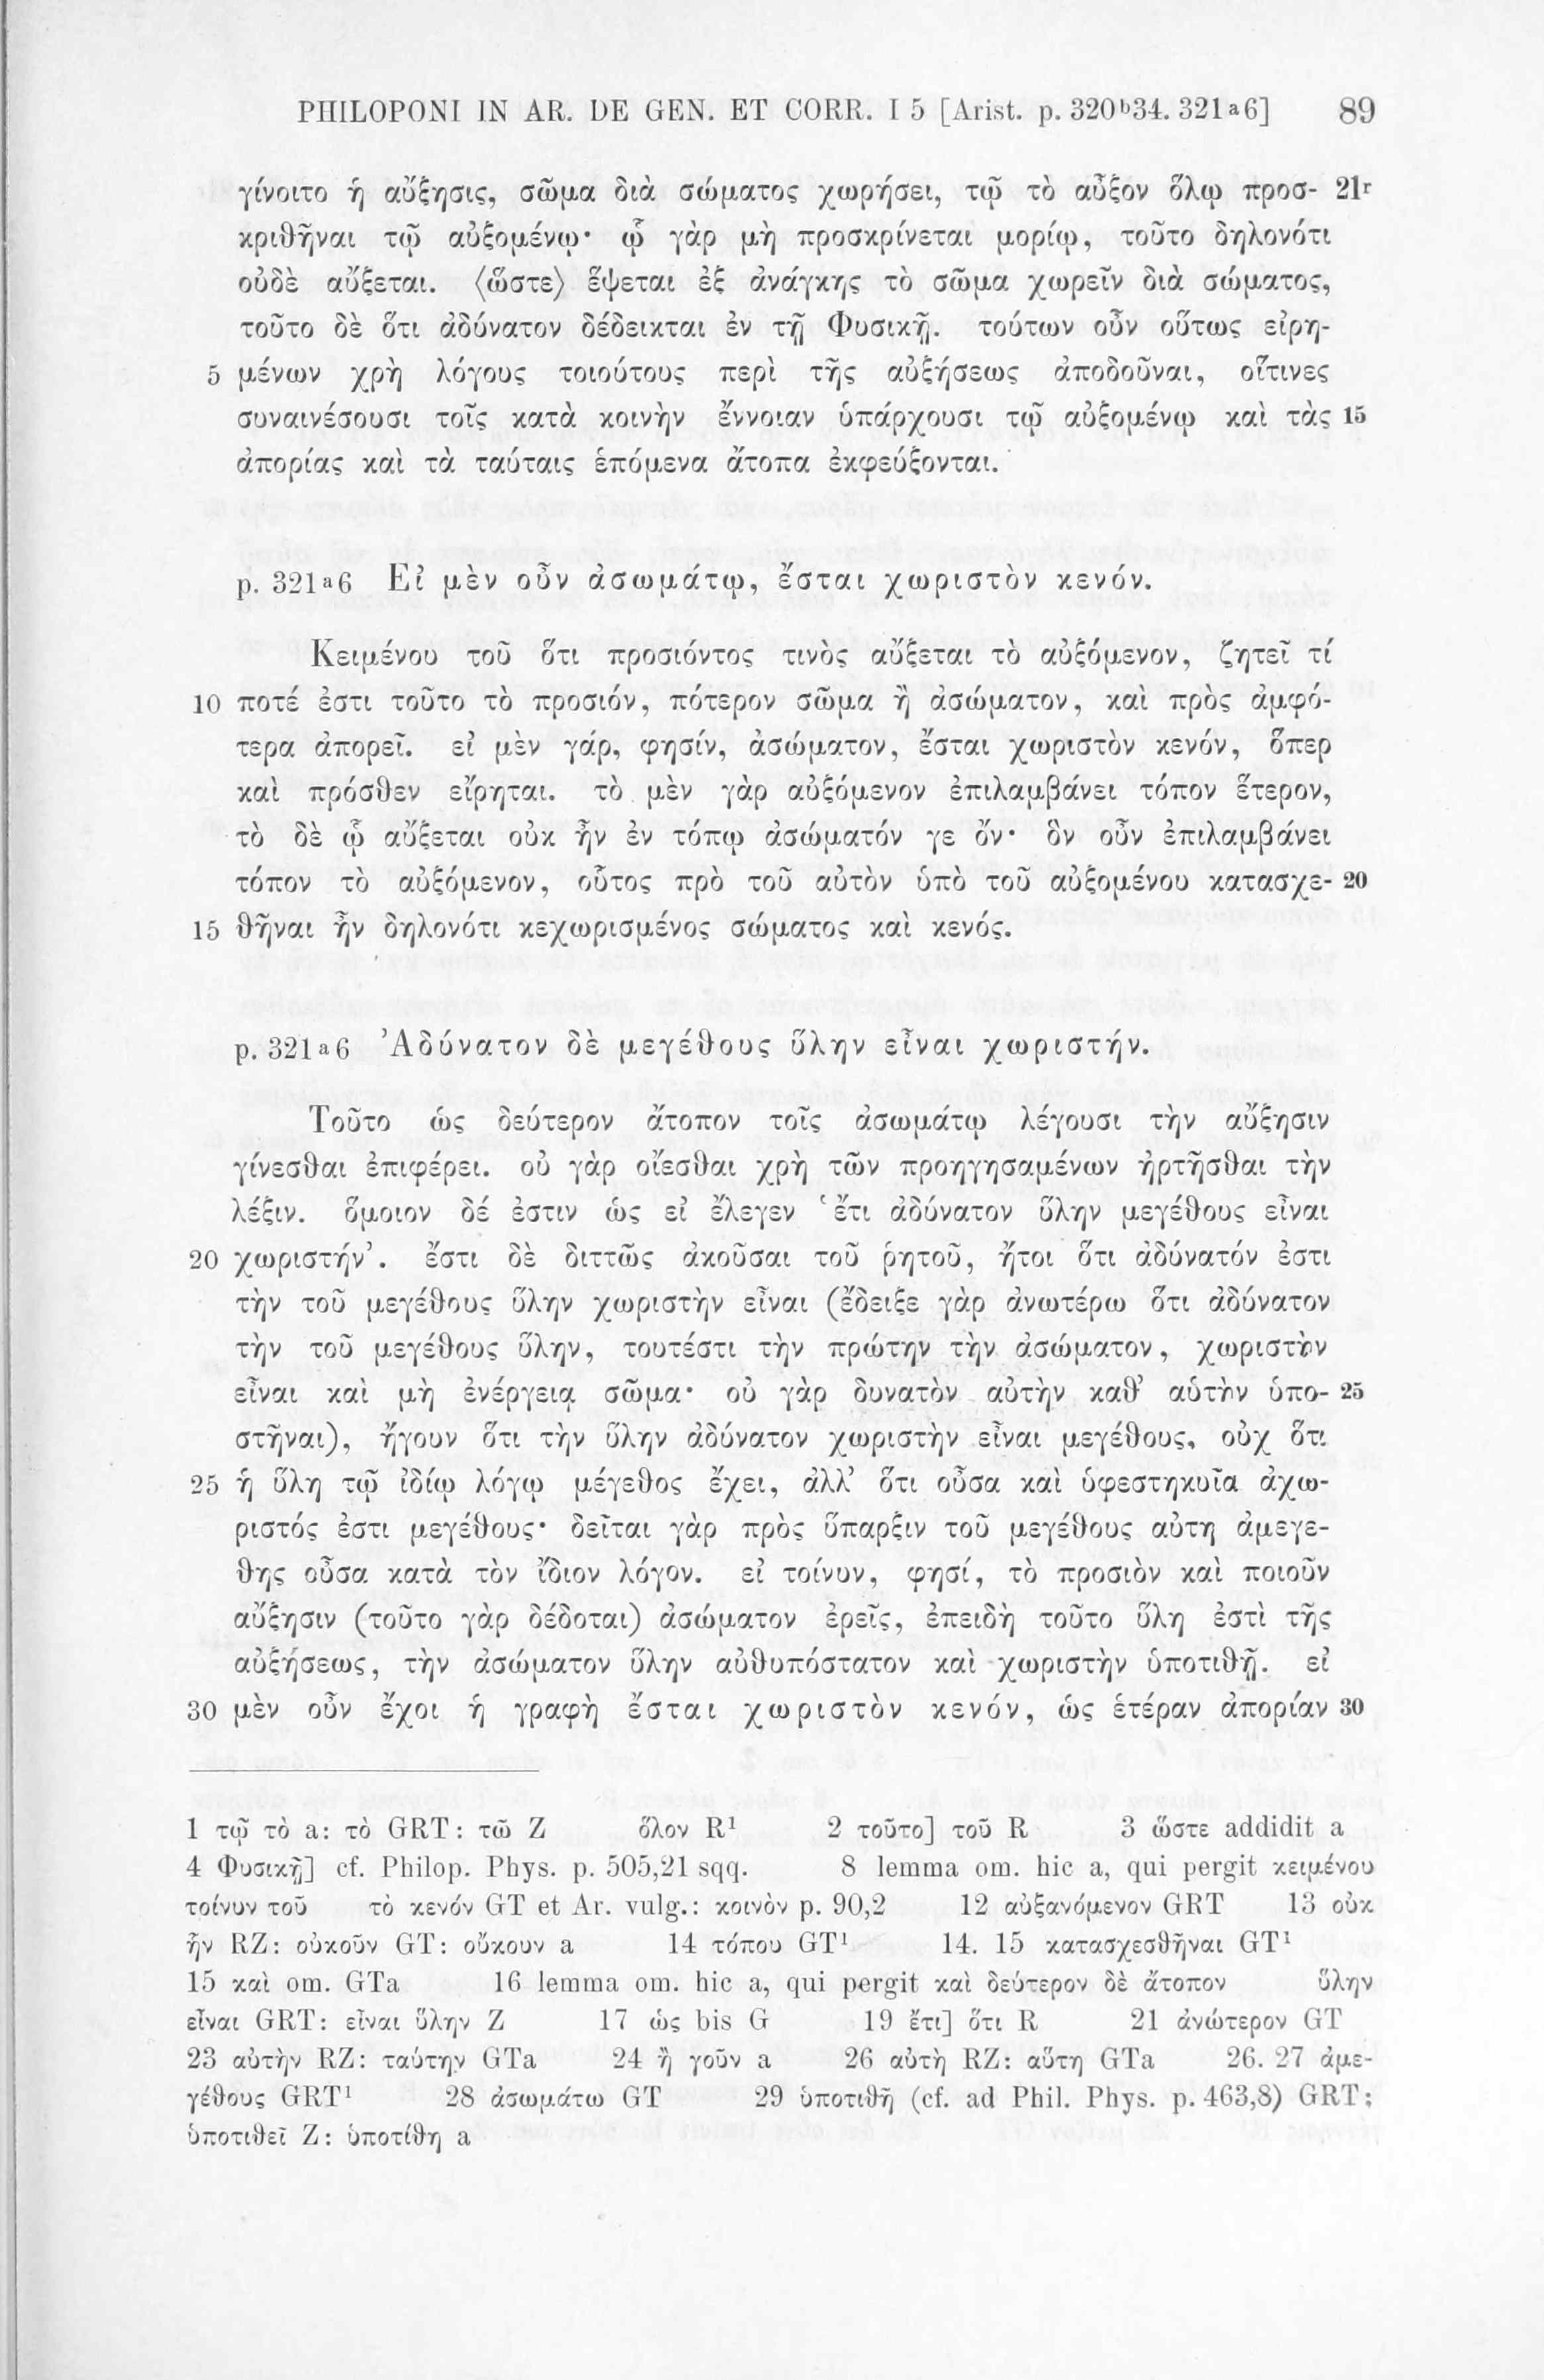 PHILOPONI IN AR. DE GEN. ET CORR. I 5 [Arist. p. 320ᵇ34. 321ᵃ6] 89
γίνοιτο ἡ αὔξησις, σῶμα διὰ σώματος χωρήσει, τῷ τὸ αὖξον ὅλῳ προσ- 21ʳ
κριθῆναι τῷ αὐξομένῳ· ᾧ γὰρ μὴ προσκρίνεται μορίῳ, τοῦτο δηλονότι
οὐδὲ αὔξεται. ⟨ὥστε⟩ ἕψεται ἐξ ἀνάγκης τὸ σῶμα χωρεῖν διὰ σώματος,
τοῦτο δὲ ὅτι ἀδύνατον δέδεικται ἐν τῇ Φυσικῇ. τούτων οὖν οὕτως εἰρη-
5 μένων χρὴ λόγους τοιούτους περὶ τῆς αὐξήσεως ἀποδοῦναι, οἵτινες
συναινέσουσι τοῖς κατὰ κοινὴν ἔννοιαν ὑπάρχουσι τῷ αὐξομένῳ καὶ τὰς 15
ἀπορίας καὶ τὰ ταύταις ἑπόμενα ἄτοπα ἐκφεύξονται.
p. 321ᵃ6 Εἰ μὲν οὖν ἀσωμάτῳ, ἔσται χωριστὸν κενόν.
Κειμένου τοῦ ὅτι προσιόντος τινὸς αὔξεται τὸ αὐξόμενον, ζητεῖ τί
10 ποτέ ἐστι τοῦτο τὸ προσιόν, πότερον σῶμα ἢ ἀσώματον, καὶ πρὸς ἀμφό-
τερα ἀπορεῖ. εἰ μὲν γάρ, φησίν, ἀσώματον, ἔσται χωριστὸν κενόν, ὅπερ
καὶ πρόσθεν εἴρηται. τὸ μὲν γὰρ αὐξόμενον ἐπιλαμβάνει τόπον ἕτερον,
τὸ δὲ ᾧ αὔξεται οὐκ ἦν ἐν τόπῳ ἀσώματόν γε ὄν· ὃν οὖν ἐπιλαμβάνει
τόπον τὸ αὐξόμενον, οὗτος πρὸ τοῦ αὐτὸν ὑπὸ τοῦ αὐξομένου κατασχε- 20
15 θῆναι ἦν δηλονότι κεχωρισμένος σώματος καὶ κενός.
p. 321ᵃ6 Ἀδύνατον δὲ μεγέθους ὕλην εἶναι χωριστήν.
Τοῦτο ὡς δεύτερον ἄτοπον τοῖς ἀσωμάτῳ λέγουσι τὴν αὔξησιν
γίνεσθαι ἐπιφέρει. οὐ γὰρ οἴεσθαι χρὴ τῶν προηγησαμένων ἠρτῆσθαι τὴν
λέξιν. ὅμοιον δέ ἐστιν ὡς εἰ ἔλεγεν ‘ἔτι ἀδύνατον ὕλην μεγέθους εἶναι
20 χωριστήν’. ἔστι δὲ διττῶς ἀκοῦσαι τοῦ ῥητοῦ, ἤτοι ὅτι ἀδύνατόν ἐστι
τὴν τοῦ μεγέθους ὕλην χωριστὴν εἶναι (ἔδειξε γὰρ ἀνωτέρω ὅτι ἀδύνατον
τὴν τοῦ μεγέθους ὕλην, τουτέστι τὴν πρώτην τὴν ἀσώματον, χωριστὴν
εἶναι καὶ μὴ ἐνέργειᾳ σῶμα· οὐ γὰρ δυνατὸν αὐτὴν καθ’ αὑτὴν ὑπο- 25
στῆναι), ἤγουν ὅτι τὴν ὕλην ἀδύνατον χωριστὴν εἶναι μεγέθους, οὐχ ὅτι
25 ἡ ὕλη τῷ ἰδίῳ λόγῳ μέγεθος ἔχει, ἀλλ’ ὅτι οὖσα καὶ ὑφεστηκυῖα ἀχω-
ριστός ἐστι μεγέθους· δεῖται γὰρ πρὸς ὕπαρξιν τοῦ μεγέθους αὐτὴ ἀμεγε-
θης οὖσα κατὰ τὸν ἴδιον λόγον. εἰ τοίνυν, φησί, τὸ προσιὸν καὶ ποιοῦν
αὔξησιν (τοῦτο γὰρ δέδοται) ἀσώματον ἐρεῖς, ἐπειδὴ τοῦτο ὕλη ἐστὶ τῆς
αὐξήσεως, τὴν ἀσώματον ὕλην αὐθυπόστατον καὶ χωριστὴν ὑποτιθῇ. εἰ
30 μὲν οὖν ἔχοι ἡ γραφὴ ἔσται χωριστὸν κενόν, ὡς ἑτέραν ἀπορίαν 30
1 τῷ τὸ a: τὸ GRT: τῶ Z ὅλον R¹ 2 τοῦτο] τοῦ R 3 ὥστε addidit a
4 Φυσικῇ] cf. Philop. Phys. p. 505,21 sqq. 8 lemma om. hic a, qui pergit κειμένου
τοίνυν τοῦ τὸ κενόν GT et Ar. vulg.: κοινὸν p. 90,2 12 αὐξανόμενον GRT 13 οὐκ
ἦν RZ: οὐκοῦν GT: οὔκουν a 14 τόπου GT¹ 14. 15 κατασχεσθῆναι GT¹
15 καὶ om. GTa 16 lemma om. hic a, qui pergit καὶ δεύτερον δὲ ἄτοπον ὕλην
εἶναι GRT: εἶναι ὕλην Z 17 ὡς bis G 19 ἔτι] ὅτι R 21 ἀνώτερον GT
23 αὐτὴν RZ: ταύτην GTa 24 ἢ γοῦν a 26 αὐτὴ RZ: αὕτη GTa 26. 27 ἀμε-
γέθους GRT¹ 28 ἀσωμάτω GT 29 ὑποτιθῆ (cf. ad Phil. Phys. p. 463,8) GRT;
ὑποτιθεῖ Z: ὑποτίθη a